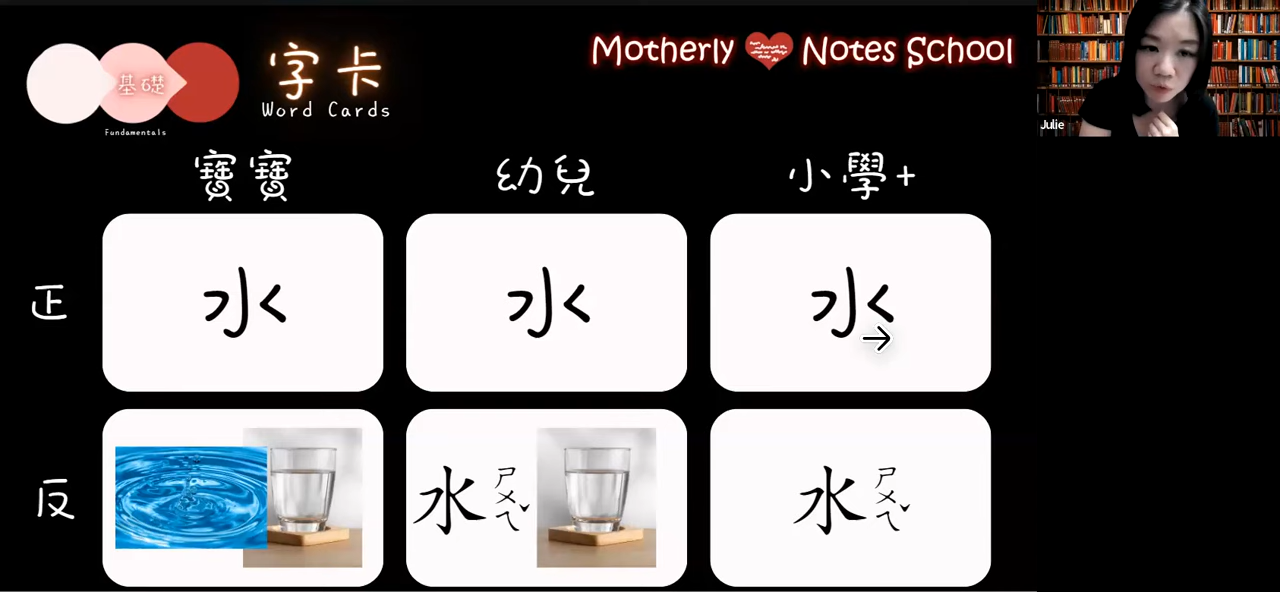 基礎
Fundamentals
字卡
Word Cards
Motherly Notes School
Julie
寶寶 幼兒 小學+
正 水 水 水
反 水 ㄕㄨㄟˇ 水 ㄕㄨㄟˇ